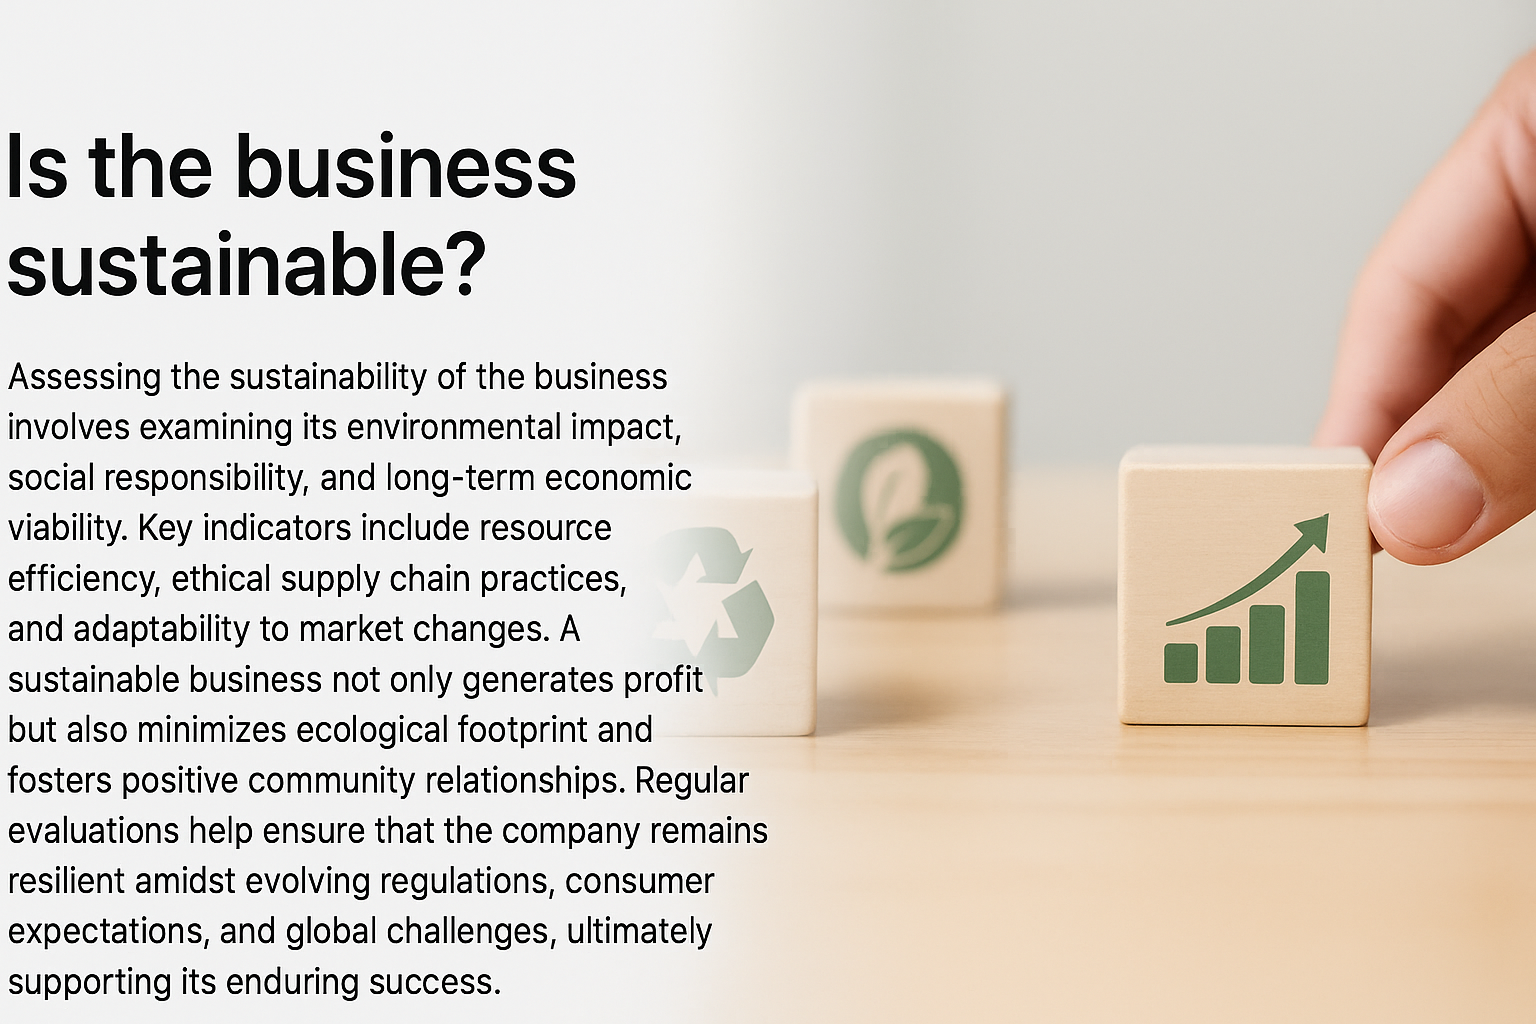 Is the business
sustainable?
Assessing the sustainability of the business
involves examining its environmental impact,
social responsibility, and long-term economic
viability. Key indicators include resource
efficiency, ethical supply chain practices,
and adaptability to market changes. A
sustainable business not only generates profit
but also minimizes ecological footprint and
fosters positive community relationships. Regular
evaluations help ensure that the company remains
resilient amidst evolving regulations, consumer
expectations, and global challenges, ultimately
supporting its enduring success.